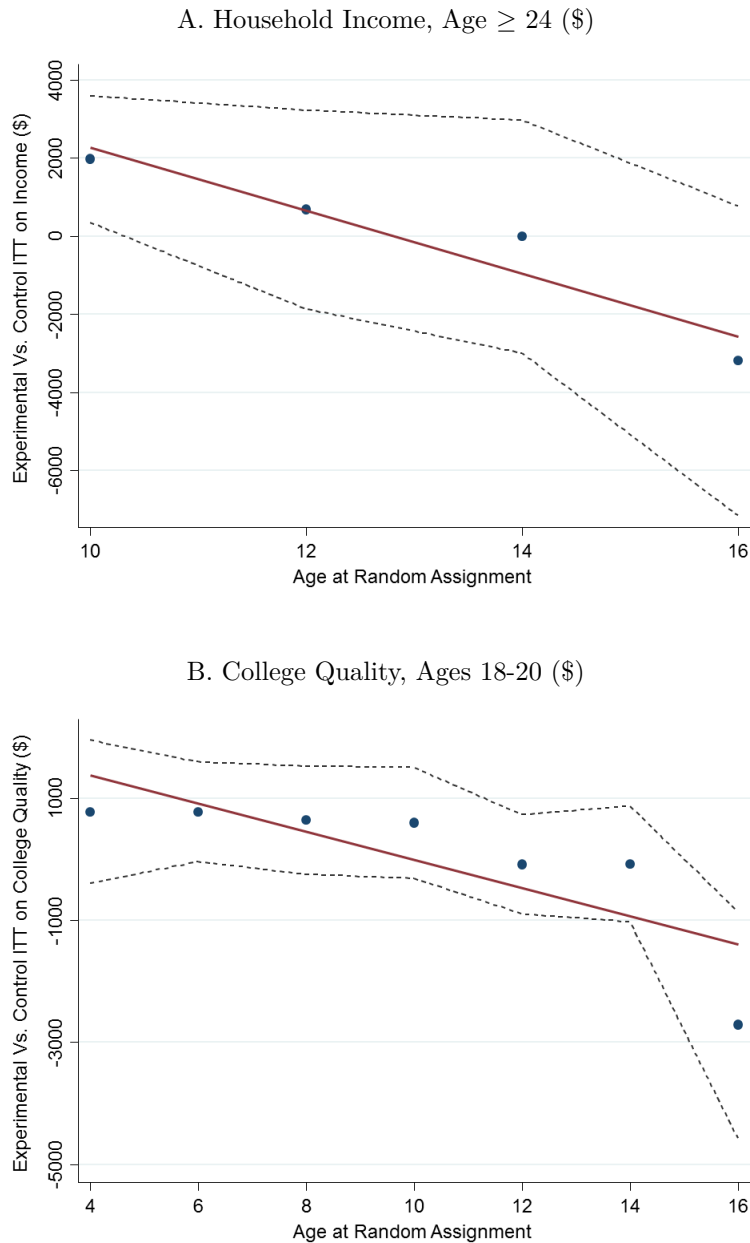 A. Household Income, Age ≥ 24 ($)
Experimental Vs. Control ITT on Income ($)
4000
2000
0
-2000
-4000
-6000
10 12 14 16
Age at Random Assignment
B. College Quality, Ages 18-20 ($)
Experimental Vs. Control ITT on College Quality ($)
1000
-1000
-3000
-5000
4 6 8 10 12 14 16
Age at Random Assignment